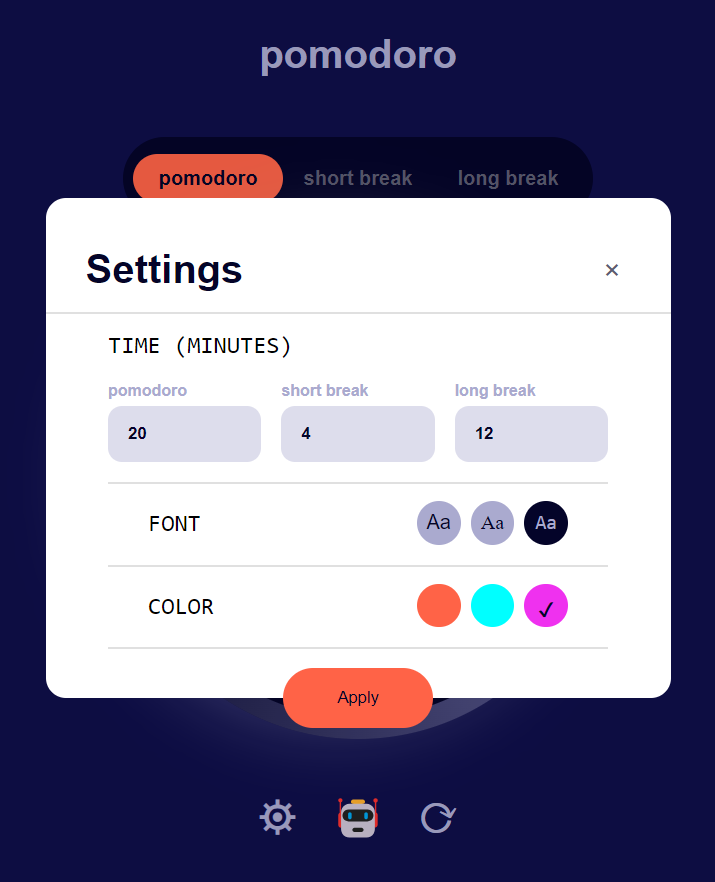 pomodoro
pomodoro short break long break
Settings ×
TIME (MINUTES)
pomodoro short break long break
20 4 12
FONT Aa Aa Aa
COLOR ✓
Apply